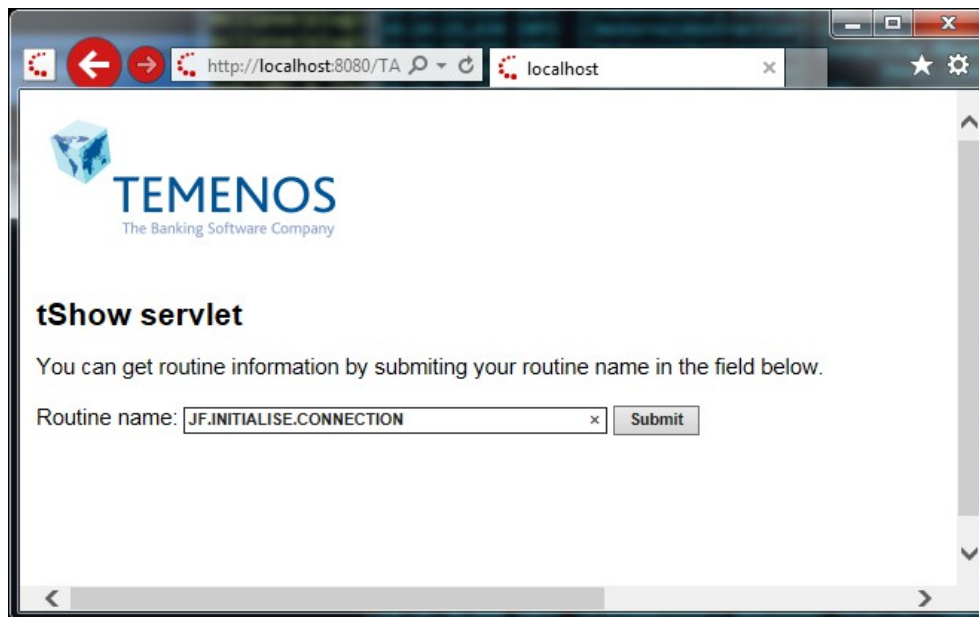 http://localhost:8080/TA
localhost
TEMENOS
The Banking Software Company
tShow servlet
You can get routine information by submiting your routine name in the field below.
Routine name: JF.INITIALISE.CONNECTION × Submit